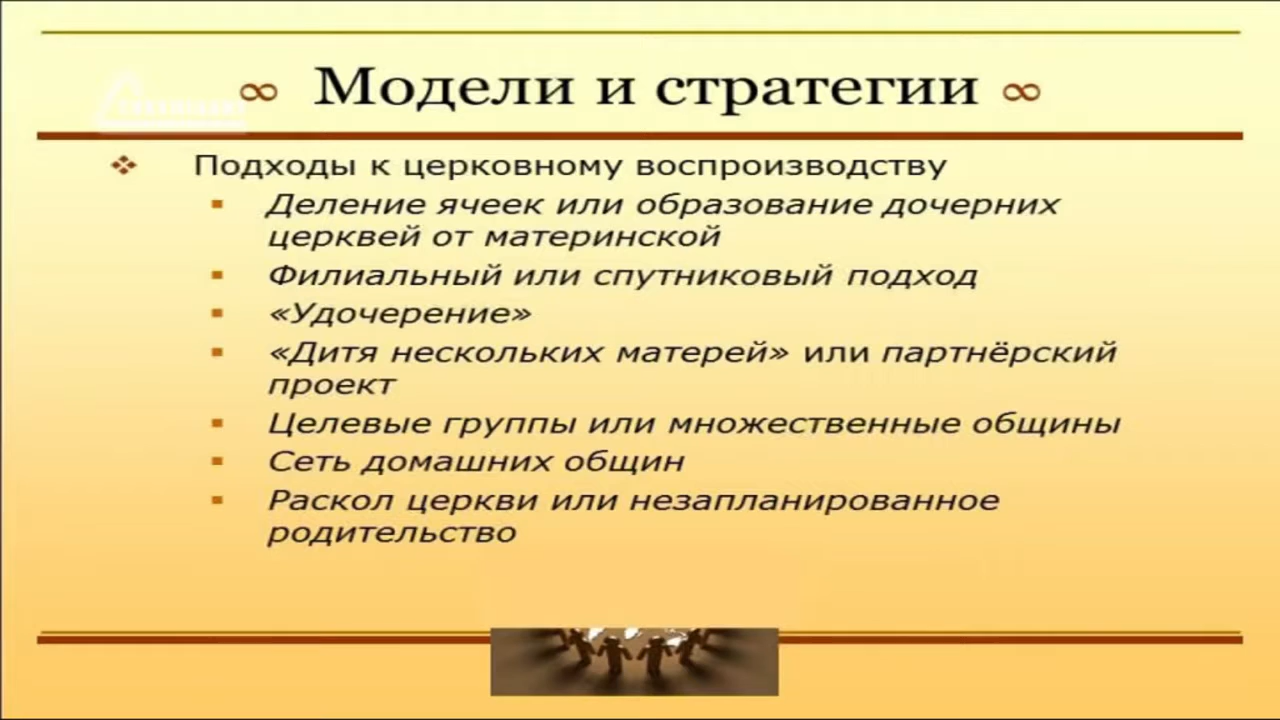 ∞ Модели и стратегии ∞
❖ Подходы к церковному воспроизводству
▪ Деление ячеек или образование дочерних
церквей от материнской
▪ Филиальный или спутниковый подход
▪ «Удочерение»
▪ «Дитя нескольких матерей» или партнёрский
проект
▪ Целевые группы или множественные общины
▪ Сеть домашних общин
▪ Раскол церкви или незапланированное
родительство